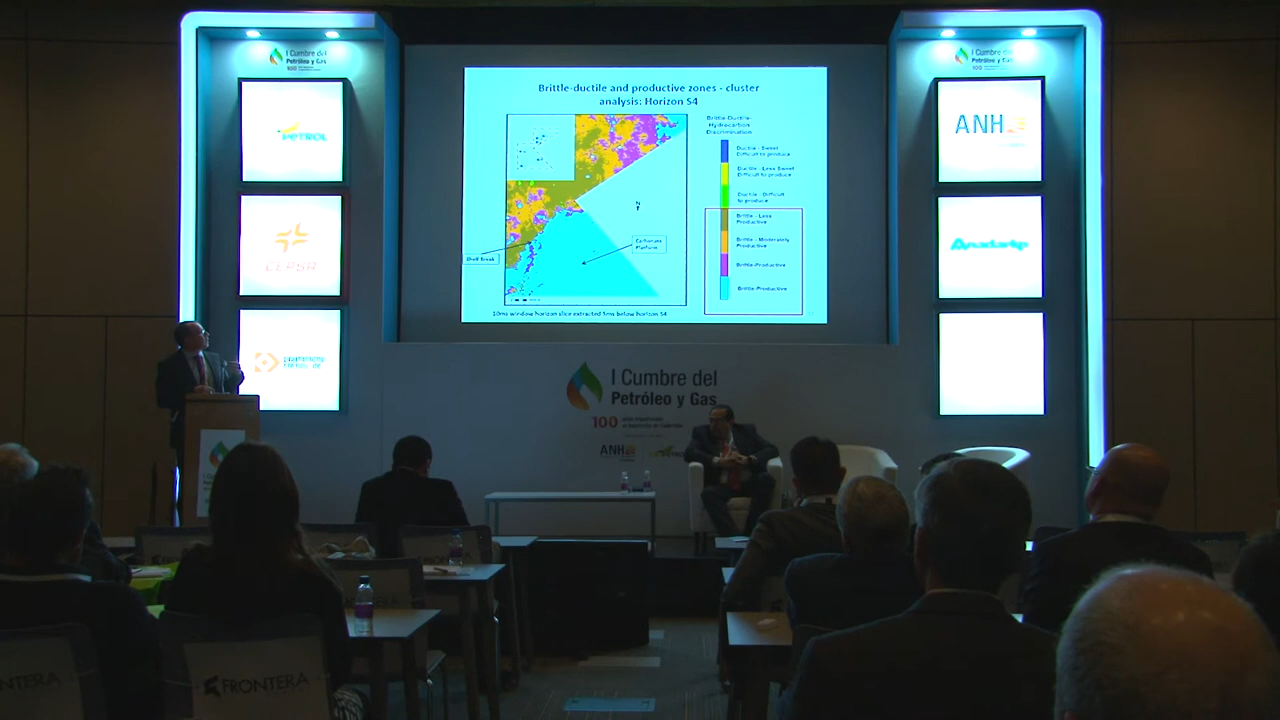 I Cumbre del
Petróleo y Gas
100
PETROL
CEPSA
Brittle-ductile and productive zones - cluster
analysis: Horizon S4
Brittle-Ductile-
Hydrocarbon
Discrimination
Ductile - Sweet
Difficult to produce
Ductile - Less Sweet
Difficult to produce
Ductile - Difficult
to produce
Brittle - Less
Productive
Brittle - Moderately
Productive
Brittle-Productive
Brittle-Productive
N
Carbonate
Platform
Shelf Break
10ms window horizon slice extracted 5ms below horizon S4
I Cumbre del
Petróleo y Gas
100
ANH
Anadarko
I Cumbre del
Petróleo y Gas
100
ANH
FRONTERA
NTERA